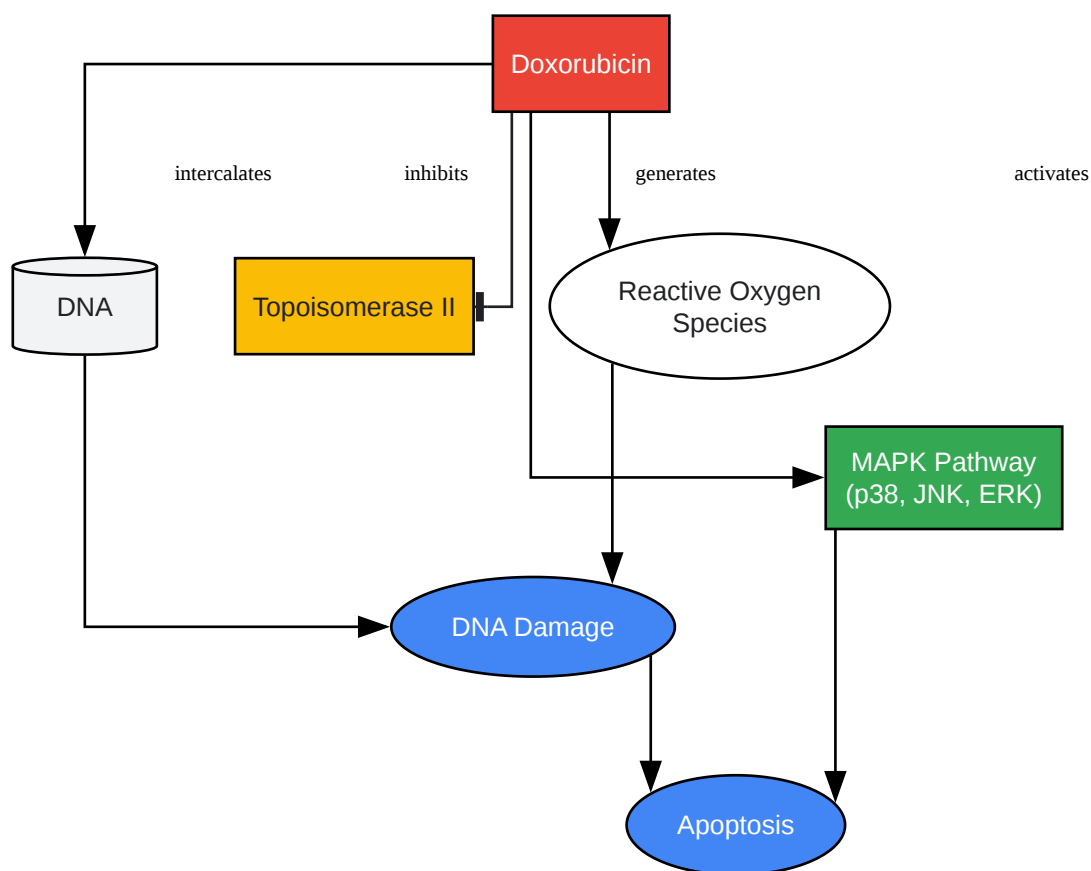 Doxorubicin
intercalates
inhibits
generates
activates
DNA
Topoisomerase II
Reactive Oxygen
Species
MAPK Pathway
(p38, JNK, ERK)
DNA Damage
Apoptosis